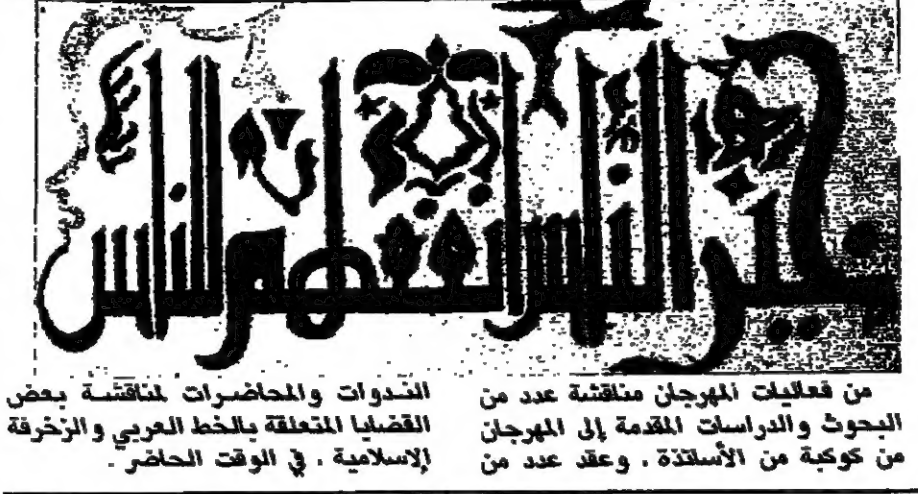 خير الناس أنفعهم للناس
من فعاليات المهرجان مناقشة عدد من
البحوث والدراسات المقدمة إلى المهرجان
من كوكبة من الأساتذة . وعقد عدد من
الندوات والمحاضرات لمناقشة بعض
القضايا المتعلقة بالخط العربي والزخرفة
الإسلامية . في الوقت الحاضر .